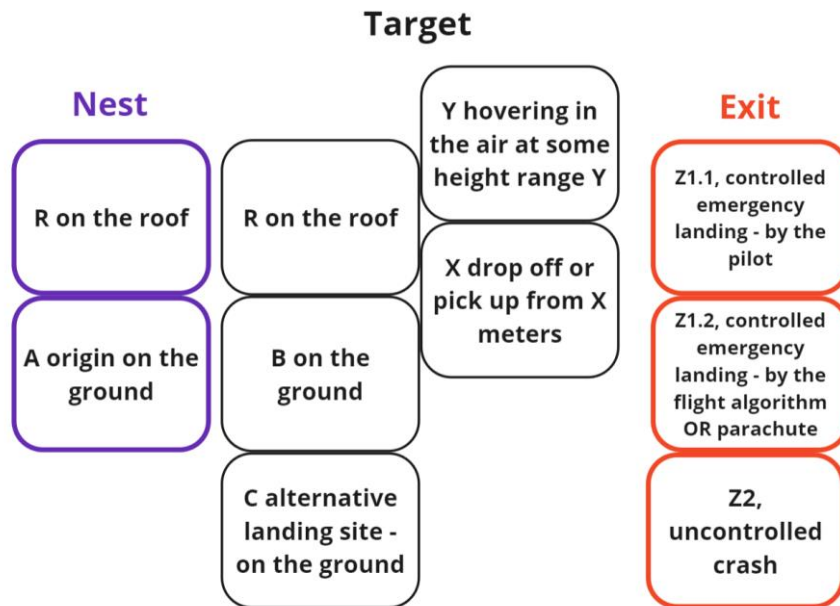 Target
Nest
R on the roof
A origin on the
ground
R on the roof
B on the
ground
C alternative
landing site -
on the ground
Y hovering in
the air at some
height range Y
X drop off or
pick up from X
meters
Exit
Z1.1, controlled
emergency
landing - by the
pilot
Z1.2, controlled
emergency
landing - by the
flight algorithm
OR parachute
Z2,
uncontrolled
crash